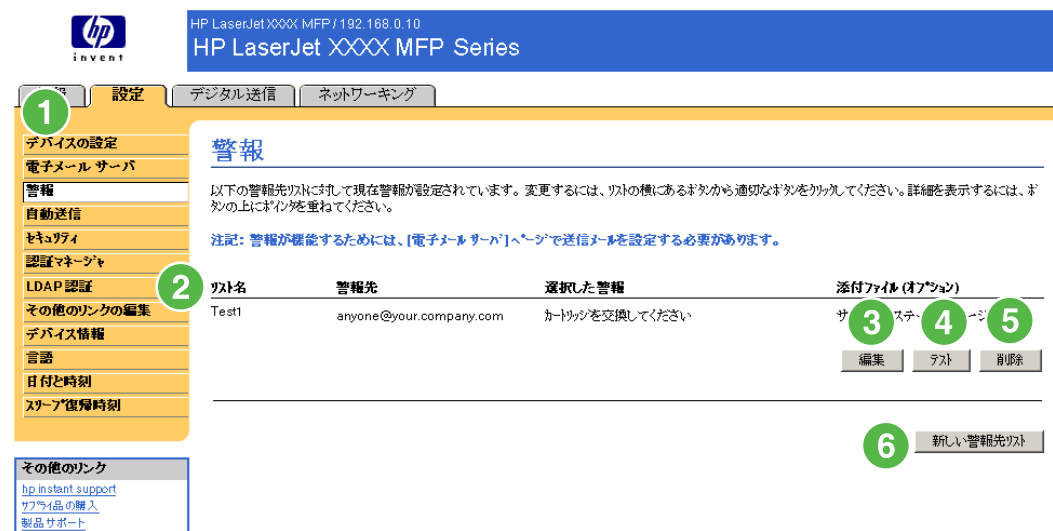 hp
invent
HP LaserJet XXXX MFP / 192.168.0.10
HP LaserJet XXXX MFP Series
設定
デジタル送信
ネットワーキング
1
デバイスの設定
電子メール サーバ
警報
自動送信
セキュリティ
認証マネージャ
LDAP 認証
その他のリンクの編集
デバイス情報
言語
日付と時刻
スリープ復帰時刻
その他のリンク
hp instant support
サプライ品の購入
製品サポート
警報
以下の警報先リストに対して現在警報が設定されています。変更するには、リストの横にあるボタンから適切なボタンをクリックしてください。詳細を表示するには、ボ
タンの上にポインタを重ねてください。
注記: 警報が機能するためには、[電子メール サーバ] ページで送信メールを設定する必要があります。
2
リスト名 警報先 選択した警報 添付ファイル (オプション)
Test1 anyone@your.company.com カートリッジを交換してください
3 4 5
編集 テスト 削除
6
新しい警報先リスト